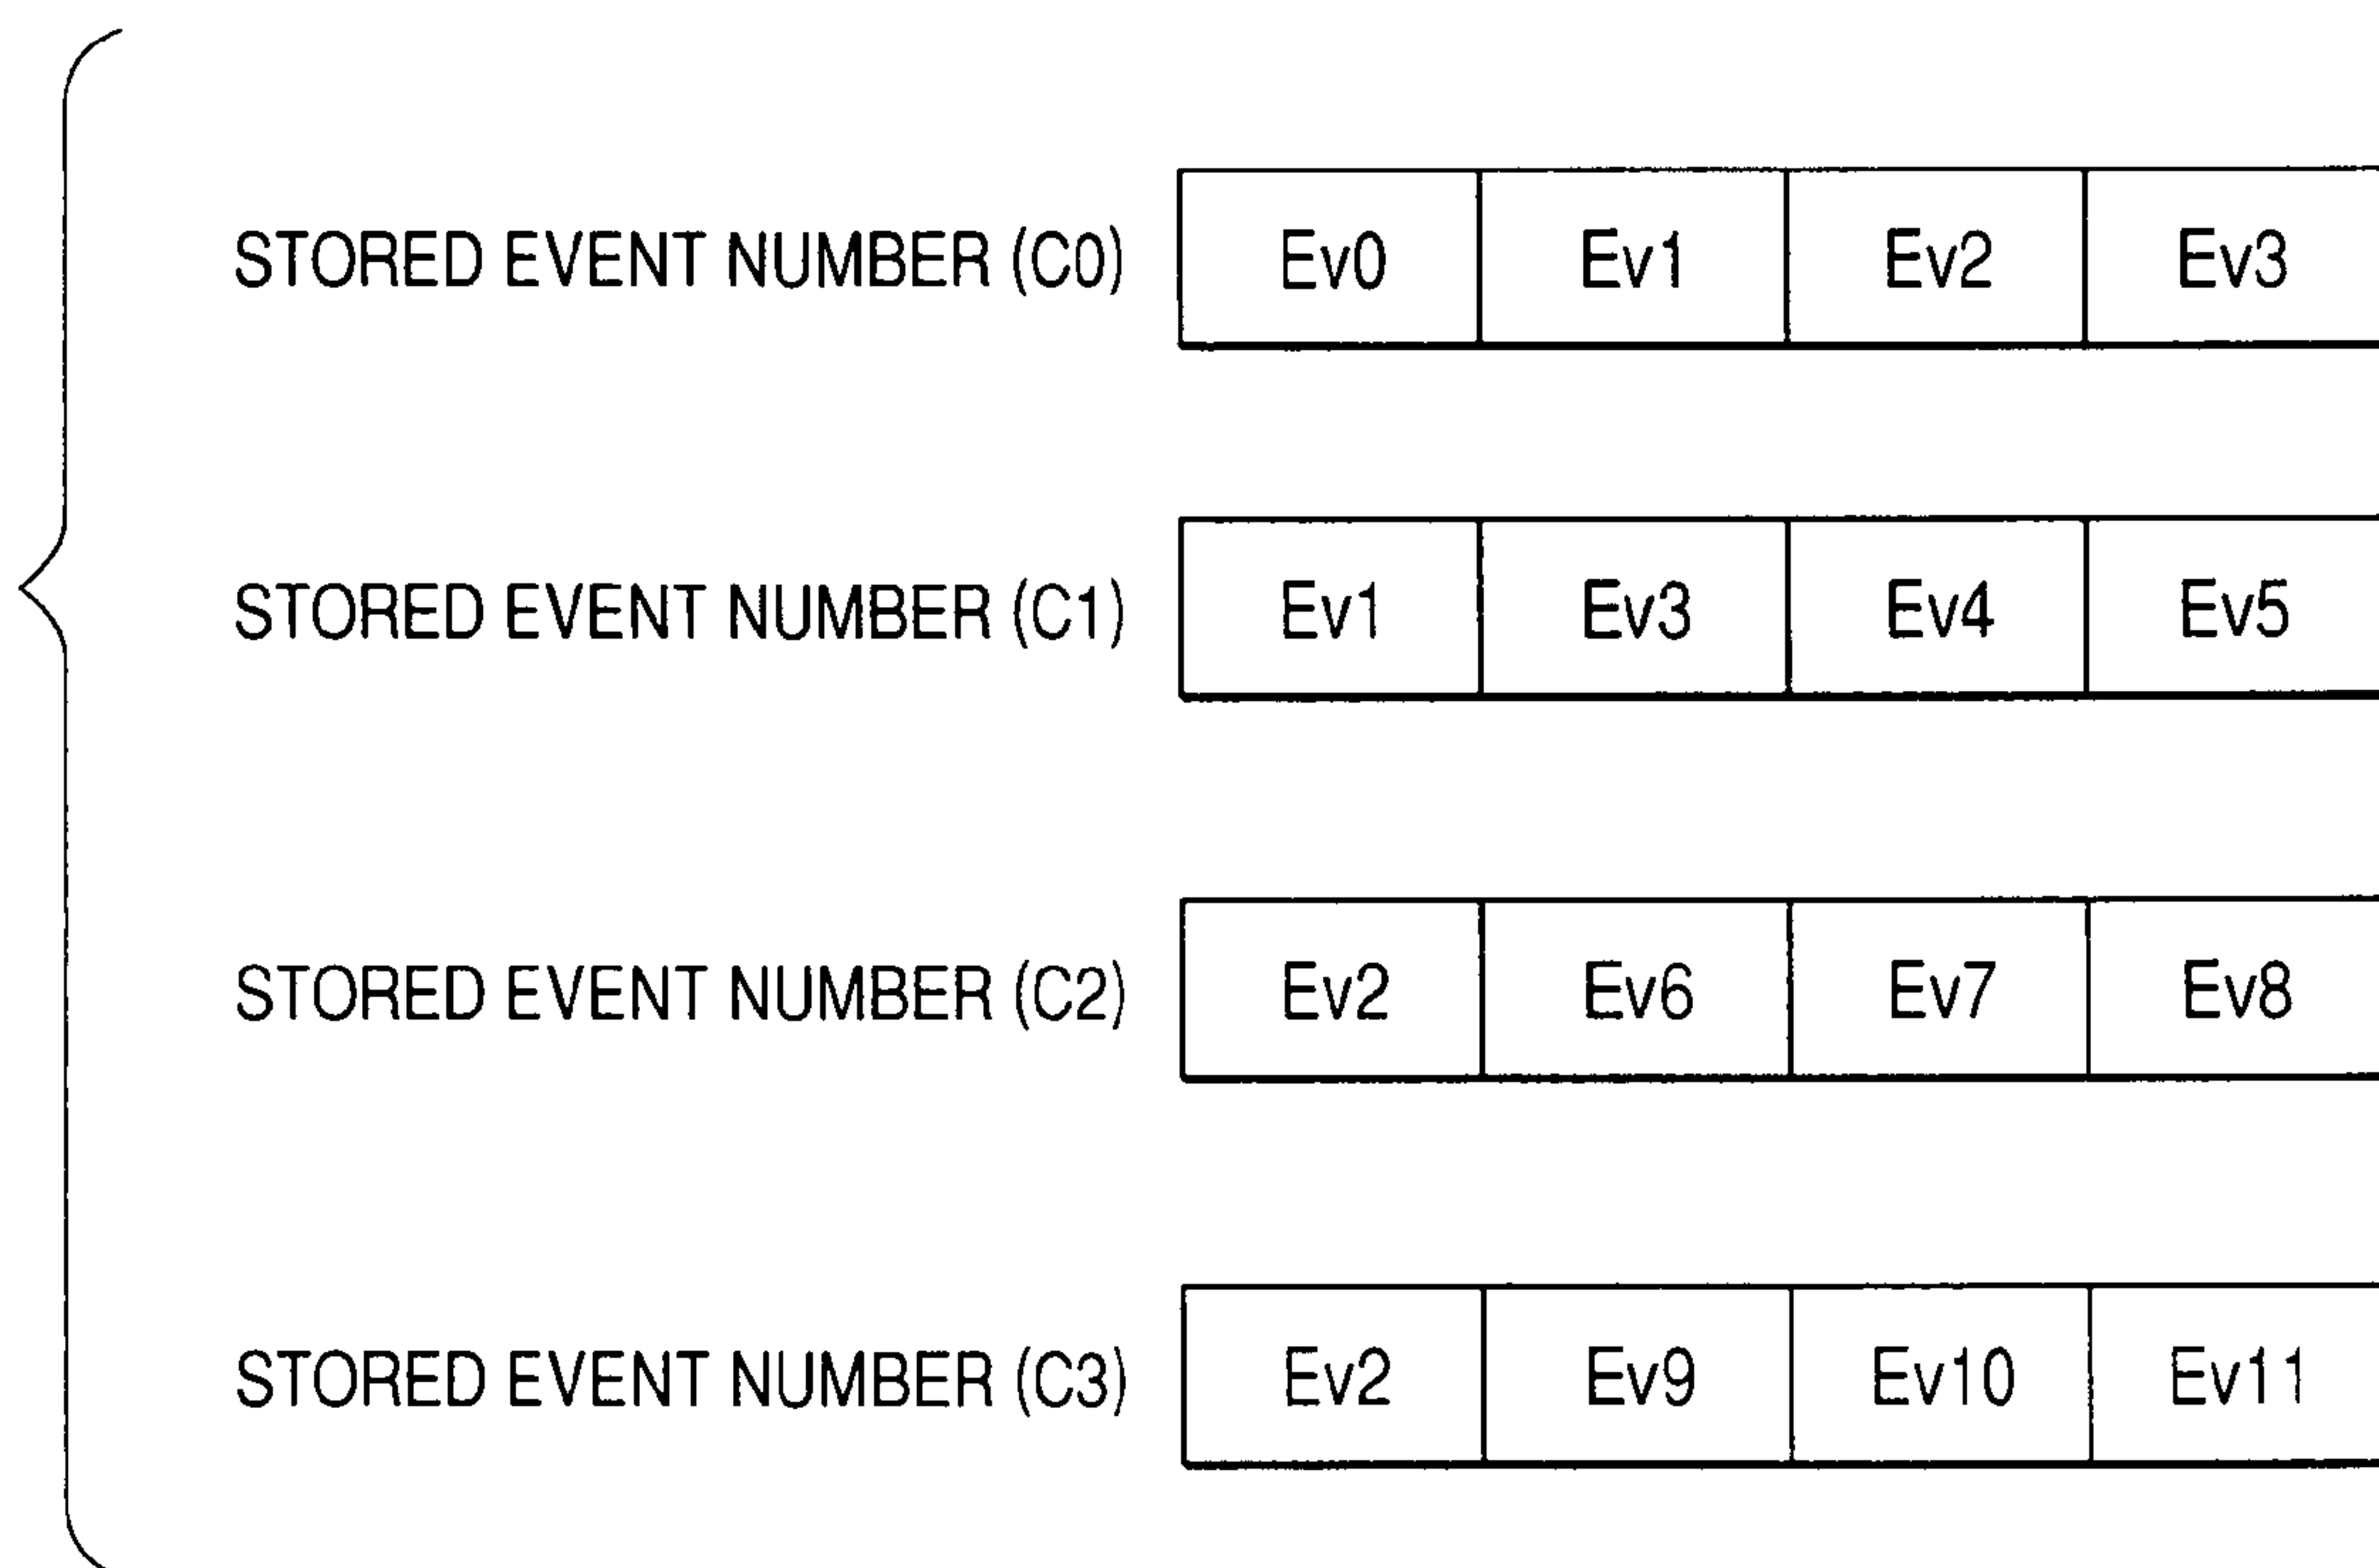 STORED EVENT NUMBER (C0) Ev0 Ev1 Ev2 Ev3
STORED EVENT NUMBER (C1) Ev1 Ev3 Ev4 Ev5
STORED EVENT NUMBER (C2) Ev2 Ev6 Ev7 Ev8
STORED EVENT NUMBER (C3) Ev2 Ev9 Ev10 Ev11